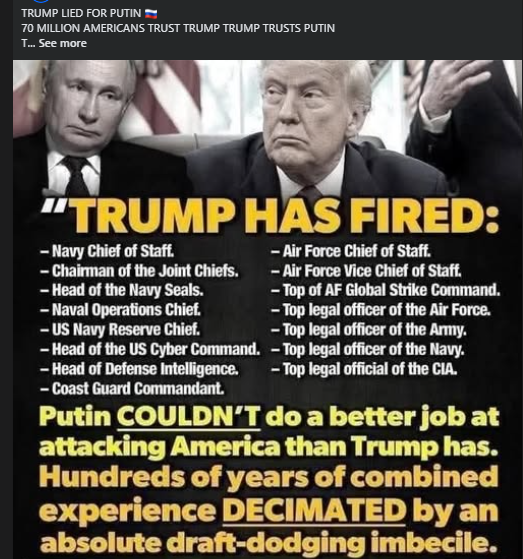 TRUMP LIED FOR PUTIN 🇷🇺
70 MILLION AMERICANS TRUST TRUMP TRUMP TRUSTS PUTIN
T... See more
"TRUMP HAS FIRED:
– Navy Chief of Staff.
– Chairman of the Joint Chiefs.
– Head of the Navy Seals.
– Naval Operations Chief.
– US Navy Reserve Chief.
– Head of the US Cyber Command.
– Head of Defense Intelligence.
– Coast Guard Commandant.
– Air Force Chief of Staff.
– Air Force Vice Chief of Staff.
– Top of AF Global Strike Command.
– Top legal officer of the Air Force.
– Top legal officer of the Army.
– Top legal officer of the Navy.
– Top legal official of the CIA.
Putin COULDN'T do a better job at
attacking America than Trump has.
Hundreds of years of combined
experience DECIMATED by an
absolute draft-dodging imbecile.